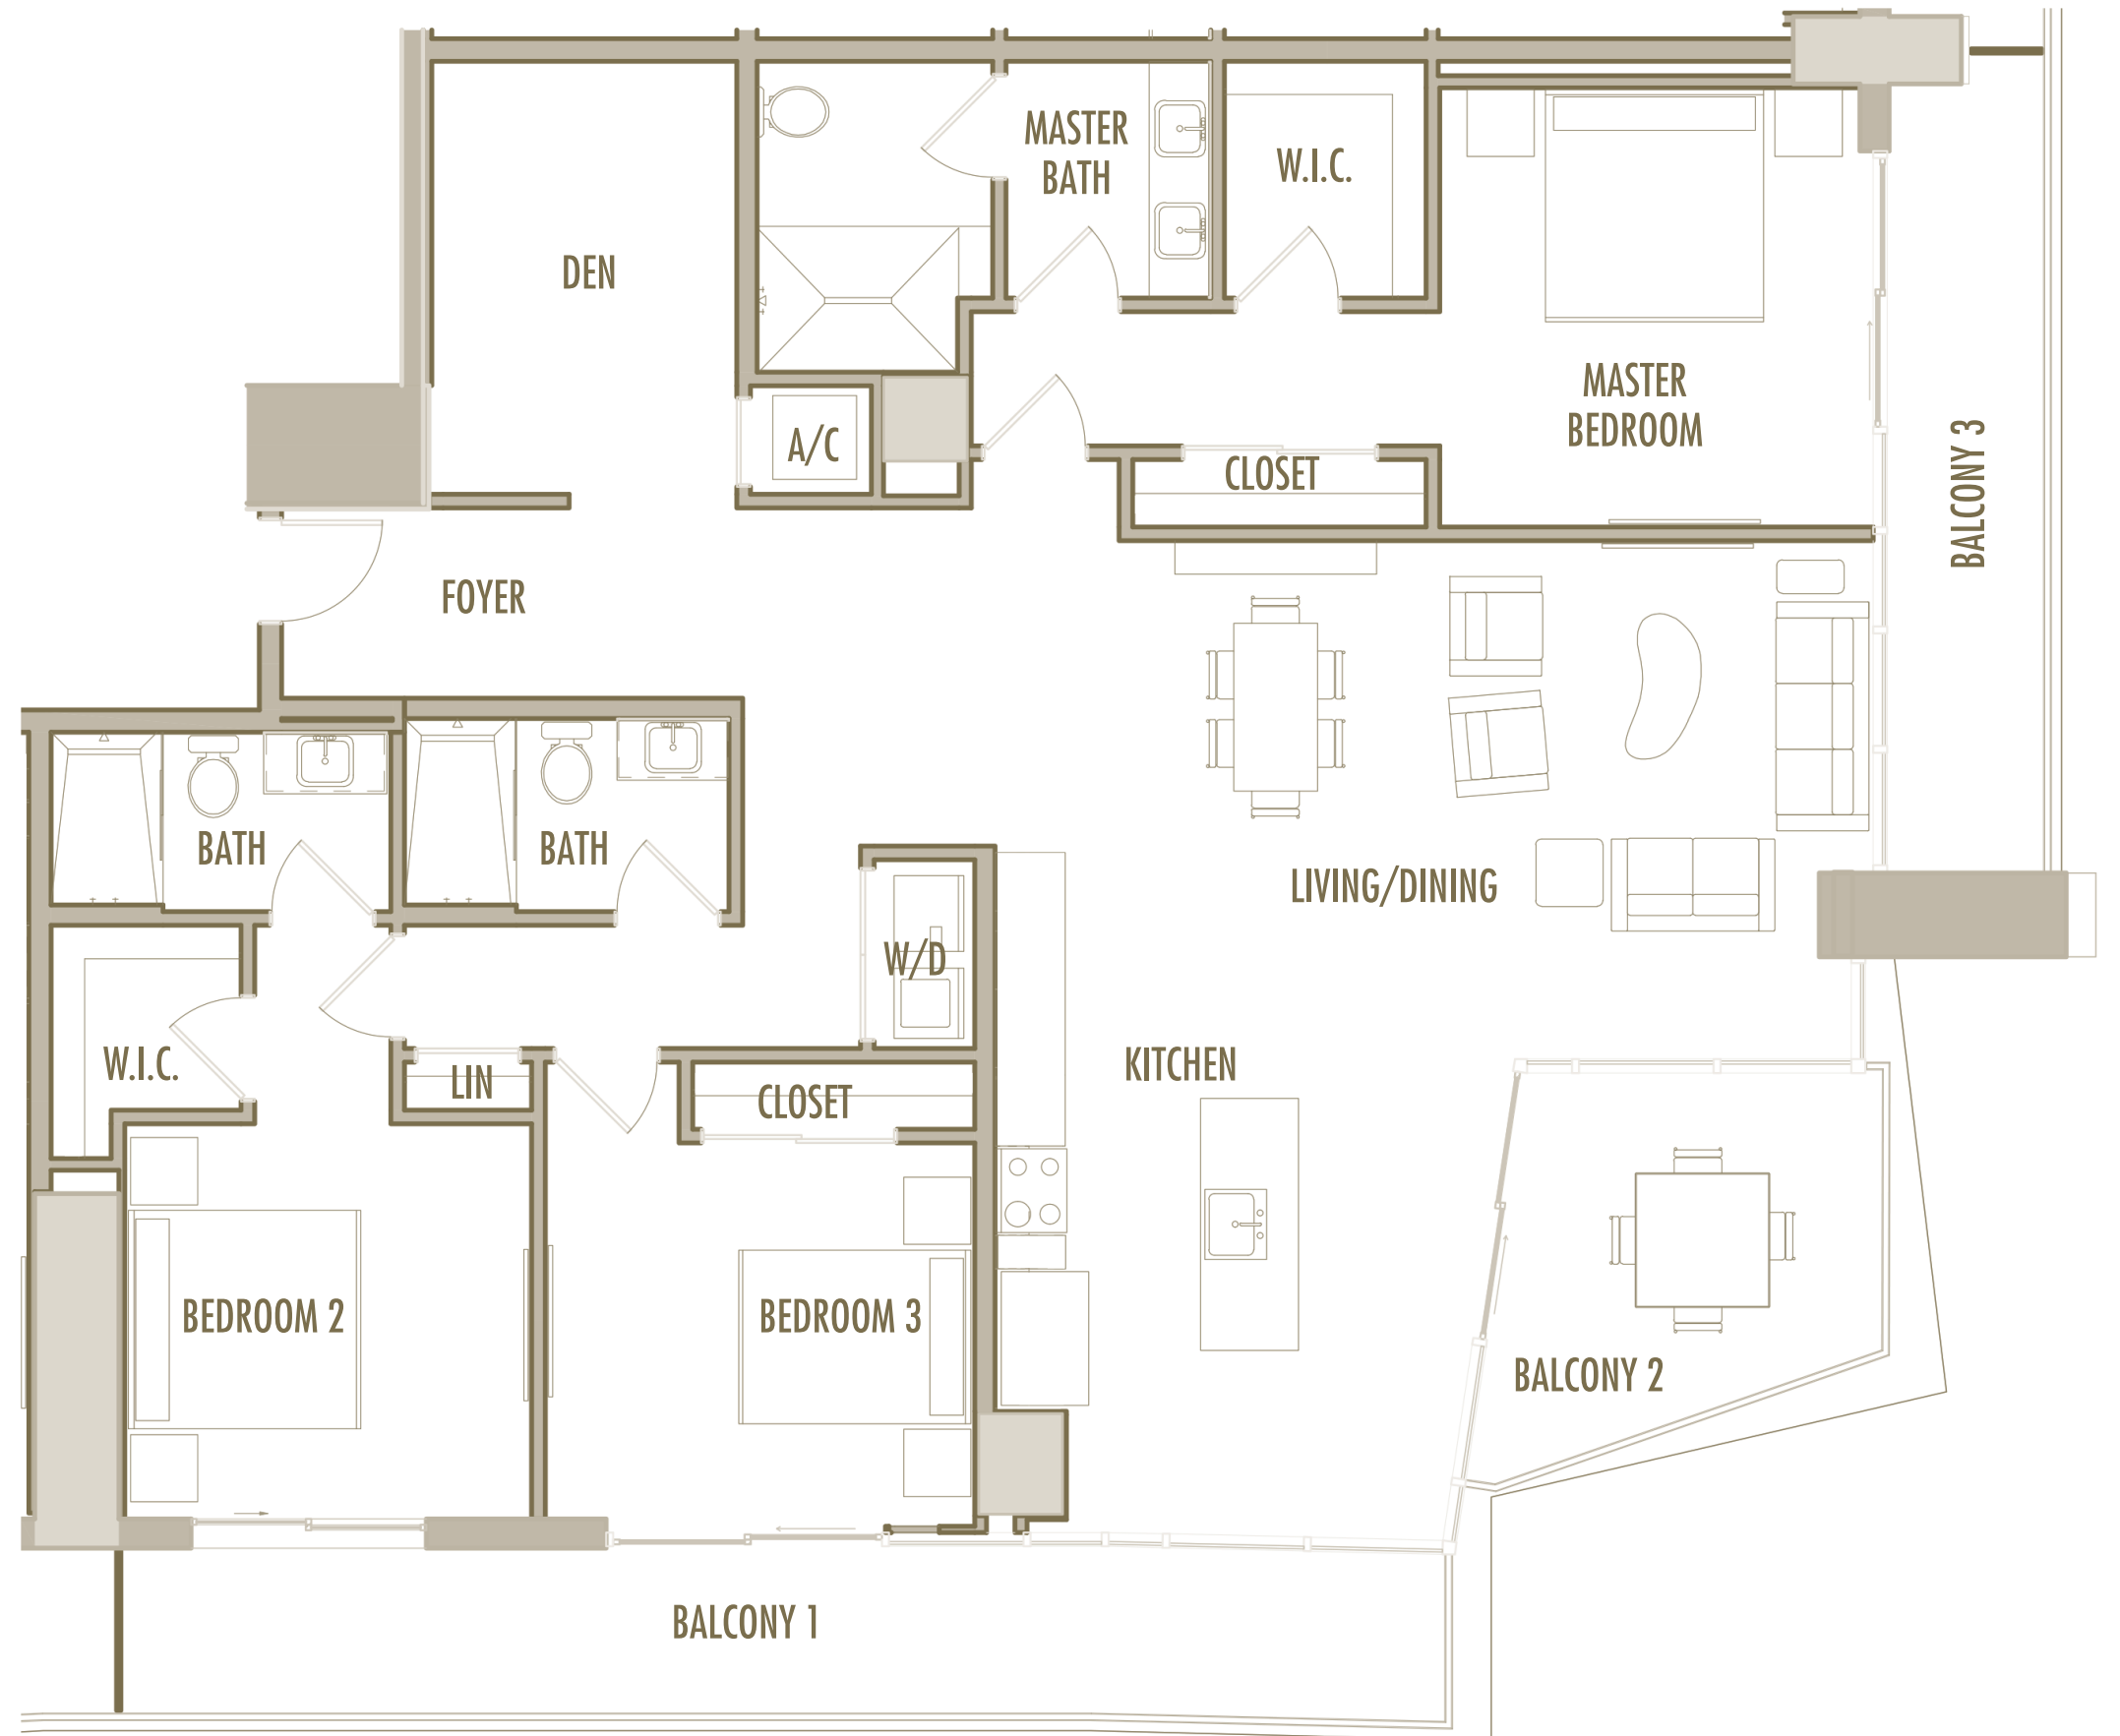 MASTER
BATH
W.I.C.
DEN
MASTER
BEDROOM
A/C
CLOSET
BALCONY 3
FOYER
BATH
BATH
LIVING/DINING
W/D
W.I.C.
LIN
CLOSET
KITCHEN
BEDROOM 2
BEDROOM 3
BALCONY 2
BALCONY 1